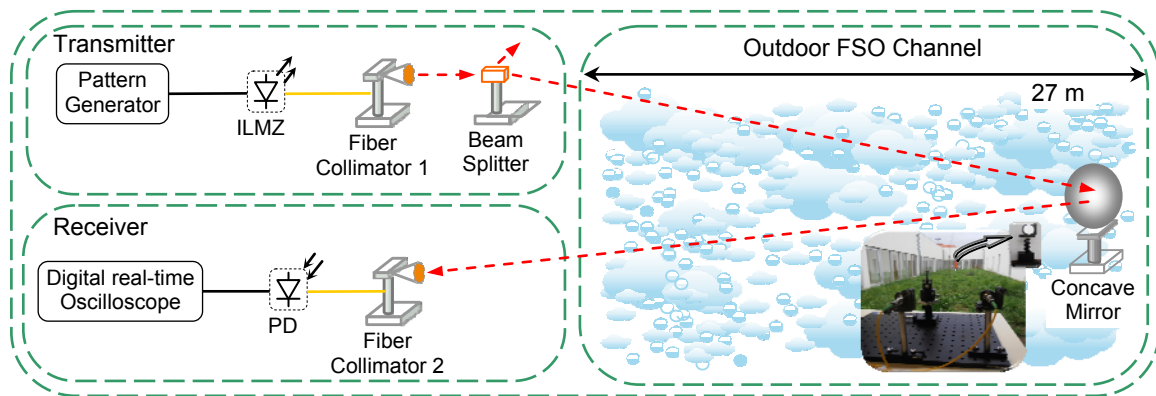 Transmitter
Pattern
Generator
ILMZ
Fiber
Collimator 1
Beam
Splitter
Receiver
Digital real-time
Oscilloscope
PD
Fiber
Collimator 2
Outdoor FSO Channel
27 m
Concave
Mirror